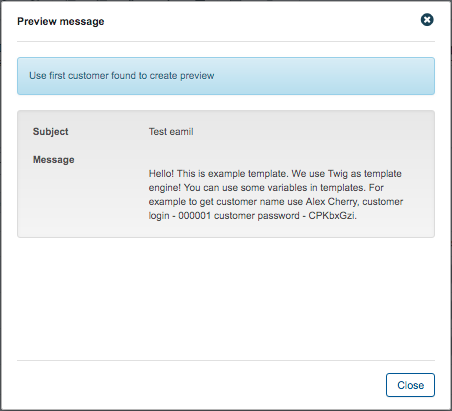 Preview message
Use first customer found to create preview
Subject Test eamil
Message
Hello! This is example template. We use Twig as template
engine! You can use some variables in templates. For
example to get customer name use Alex Cherry, customer
login - 000001 customer password - CPKbxGzi.
Close